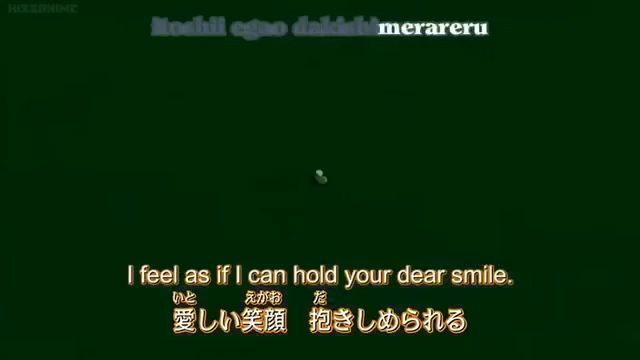 Itoshii egao dakishimerareru
I feel as if I can hold your dear smile.
いと えがお だ
愛しい笑顔 抱きしめられる